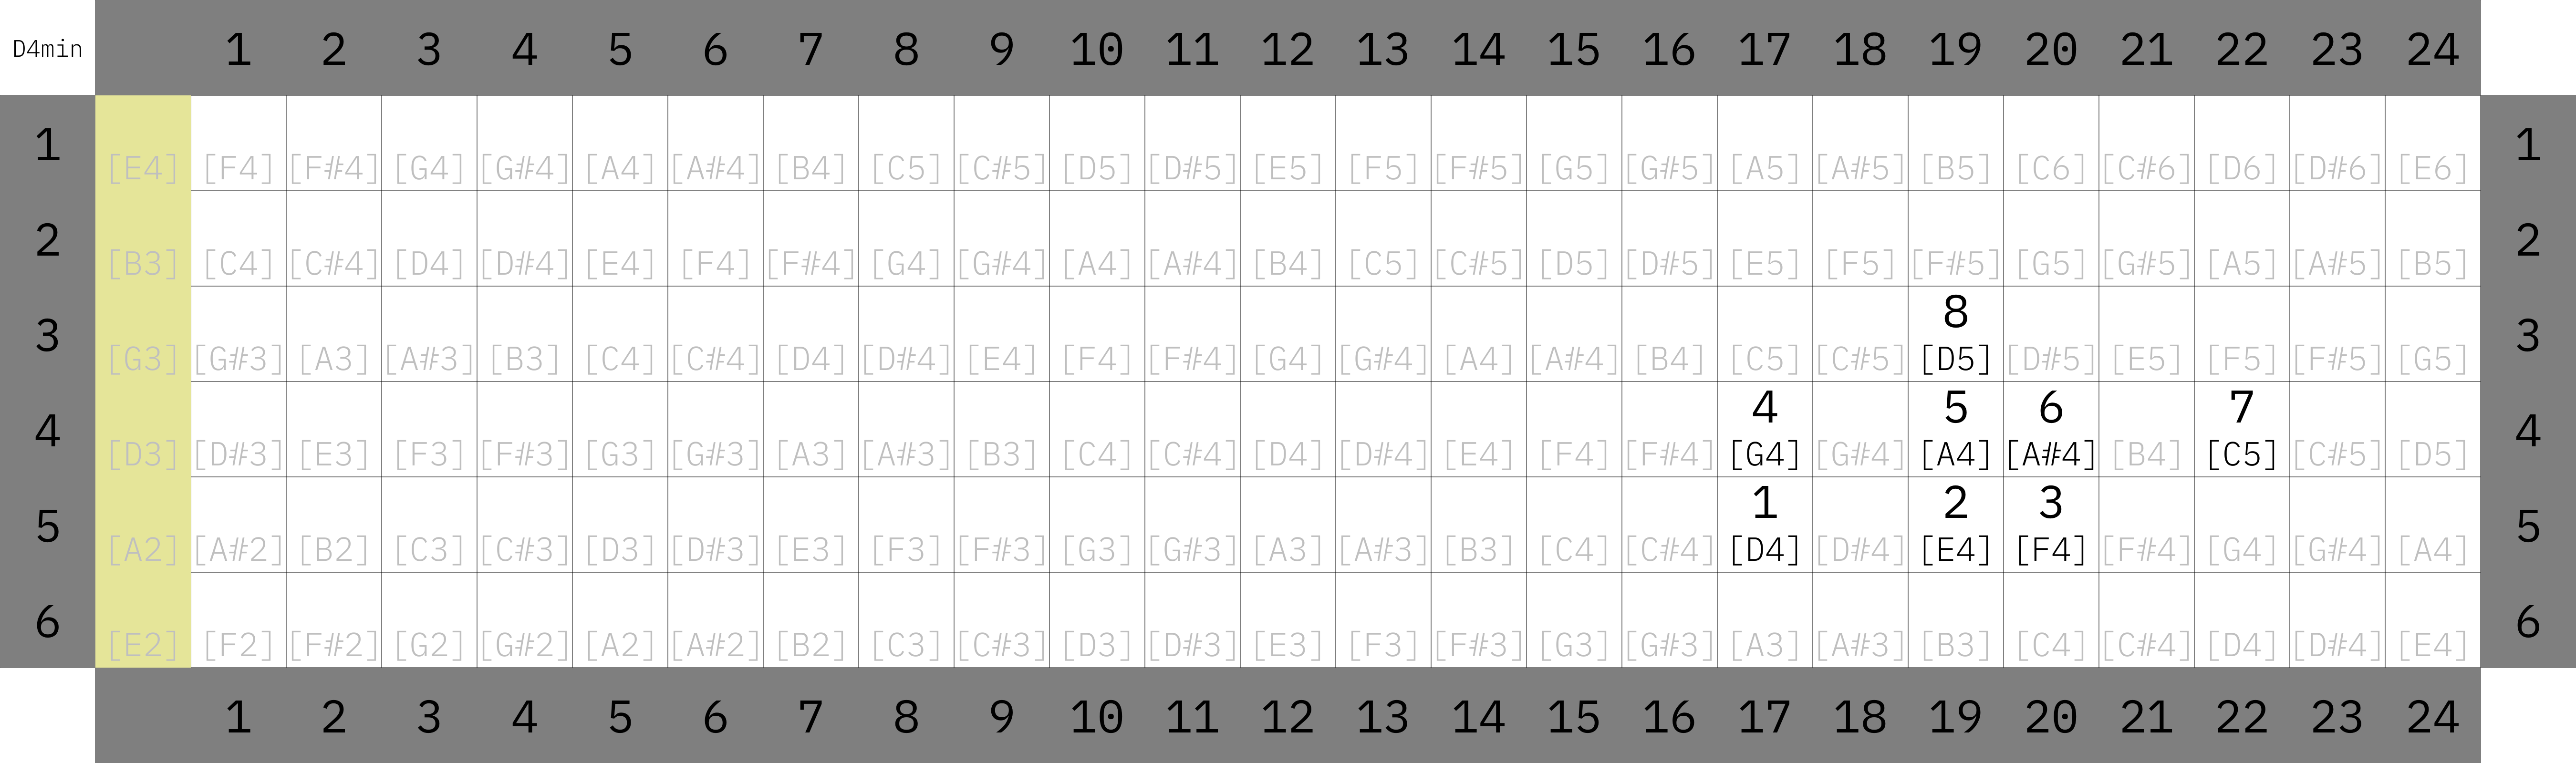 D4min 1 2 3 4 5 6 7 8 9 10 11 12 13 14 15 16 17 18 19 20 21 22 23 24
1 [E4] [F4] [F#4] [G4] [G#4] [A4] [A#4] [B4] [C5] [C#5] [D5] [D#5] [E5] [F5] [F#5] [G5] [G#5] [A5] [A#5] [B5] [C6] [C#6] [D6] [D#6] [E6] 1
2 [B3] [C4] [C#4] [D4] [D#4] [E4] [F4] [F#4] [G4] [G#4] [A4] [A#4] [B4] [C5] [C#5] [D5] [D#5] [E5] [F5] [F#5] [G5] [G#5] [A5] [A#5] [B5] 2
8
3 [G3] [G#3] [A3] [A#3] [B3] [C4] [C#4] [D4] [D#4] [E4] [F4] [F#4] [G4] [G#4] [A4] [A#4] [B4] [C5] [C#5] [D5] [D#5] [E5] [F5] [F#5] [G5] 3
4 5 6 7
4 [D3] [D#3] [E3] [F3] [F#3] [G3] [G#3] [A3] [A#3] [B3] [C4] [C#4] [D4] [D#4] [E4] [F4] [F#4] [G4] [G#4] [A4] [A#4] [B4] [C5] [C#5] [D5] 4
1 2 3
5 [A2] [A#2] [B2] [C3] [C#3] [D3] [D#3] [E3] [F3] [F#3] [G3] [G#3] [A3] [A#3] [B3] [C4] [C#4] [D4] [D#4] [E4] [F4] [F#4] [G4] [G#4] [A4] 5
6 [E2] [F2] [F#2] [G2] [G#2] [A2] [A#2] [B2] [C3] [C#3] [D3] [D#3] [E3] [F3] [F#3] [G3] [G#3] [A3] [A#3] [B3] [C4] [C#4] [D4] [D#4] [E4] 6
1 2 3 4 5 6 7 8 9 10 11 12 13 14 15 16 17 18 19 20 21 22 23 24